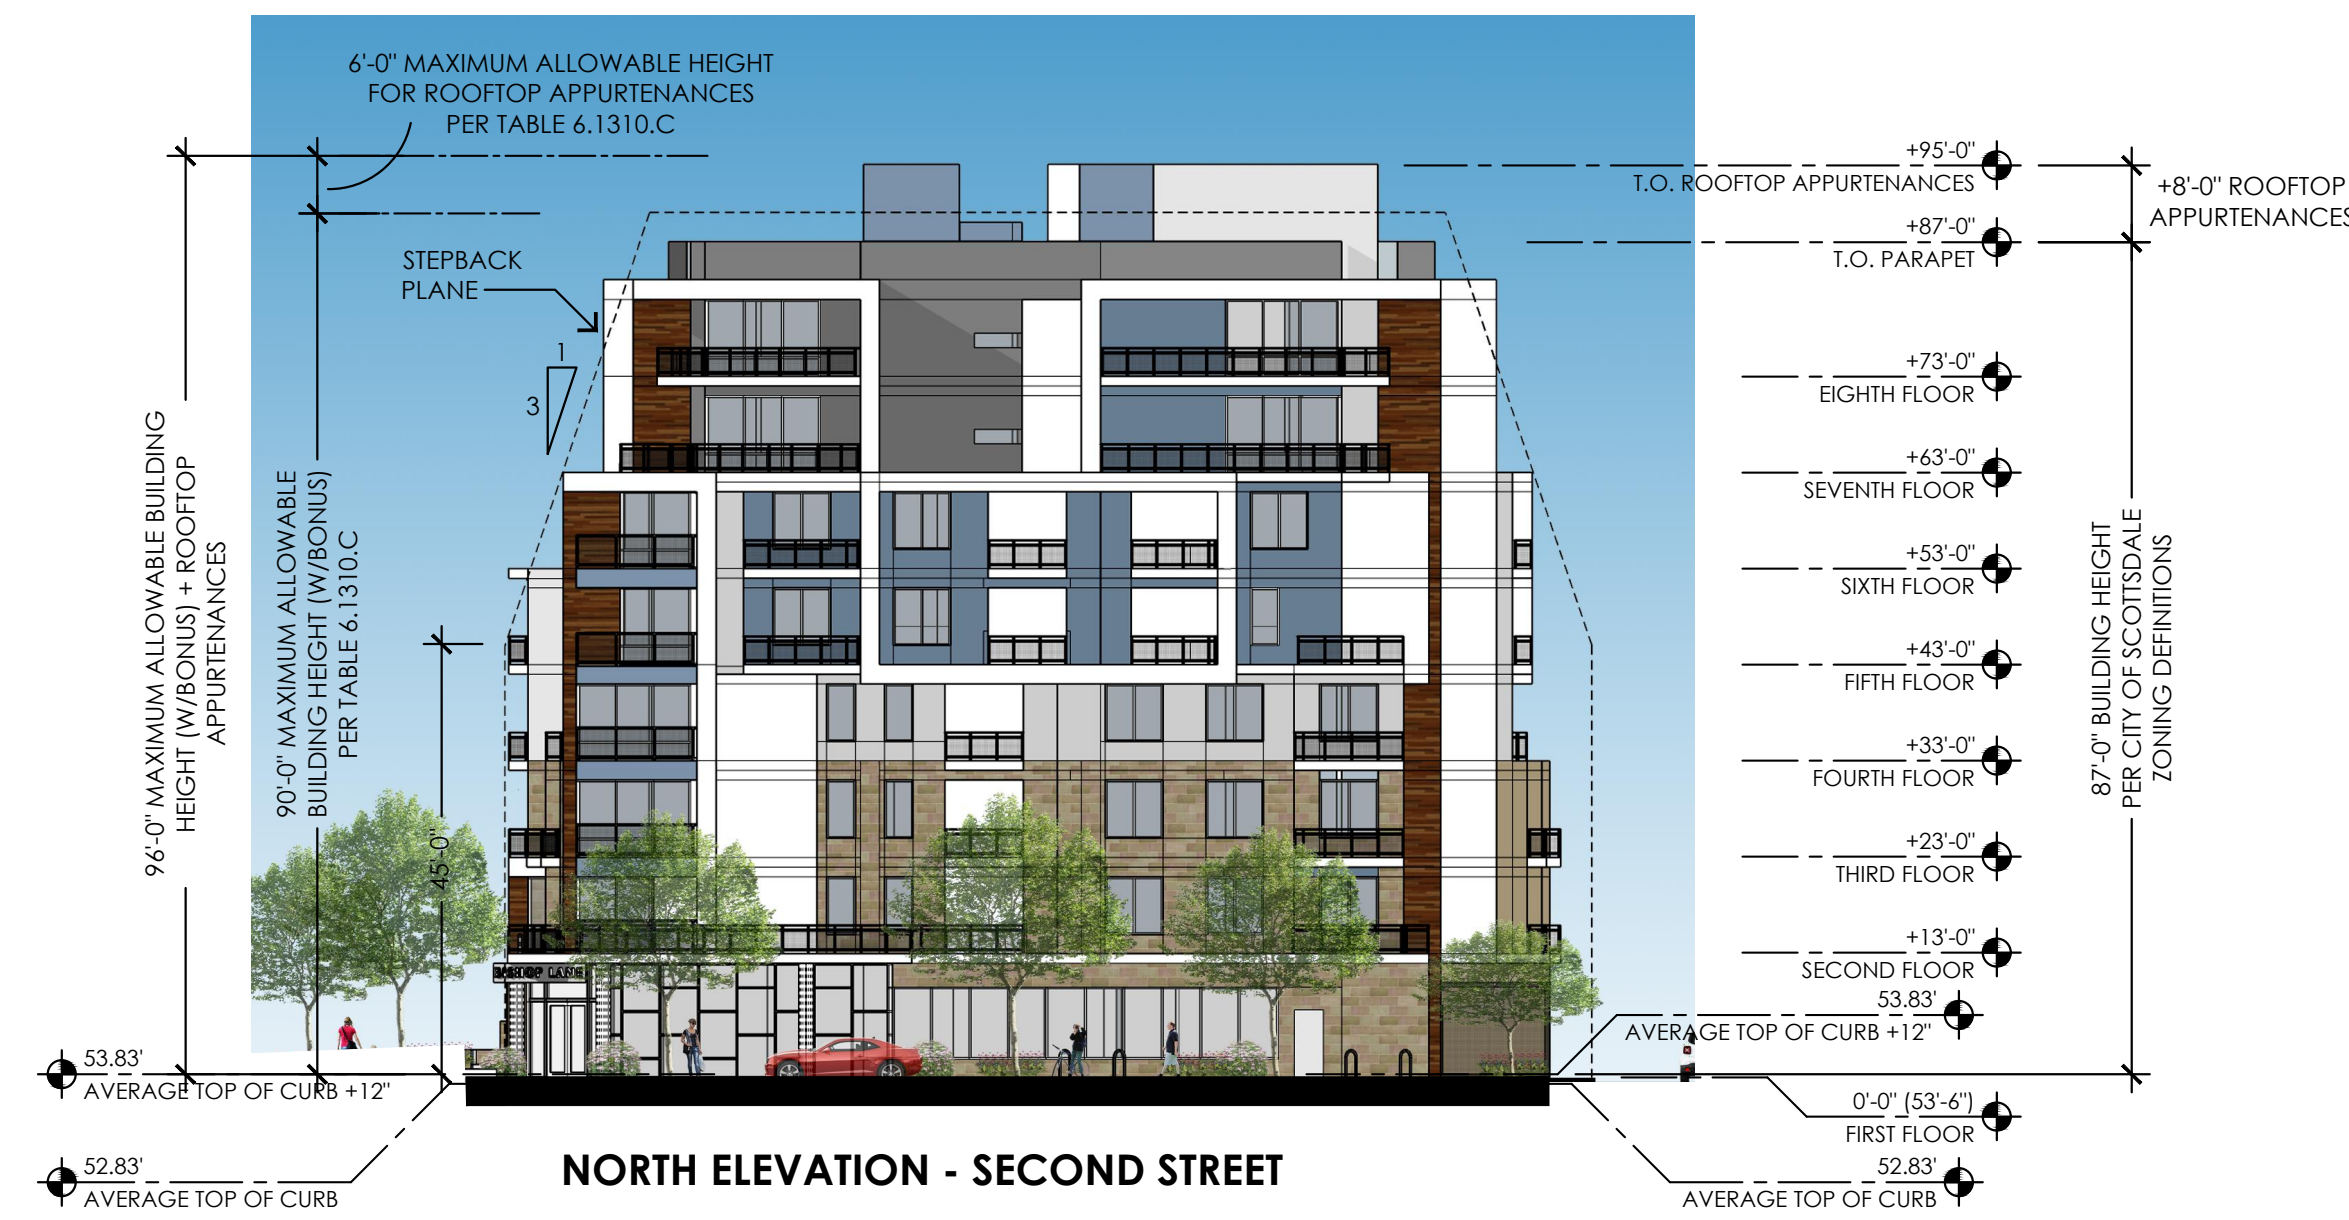 6'-0" MAXIMUM ALLOWABLE HEIGHT
FOR ROOFTOP APPURTENANCES
PER TABLE 6.1310.C
STEPBACK
PLANE
1
3
96'-0" MAXIMUM ALLOWABLE BUILDING
HEIGHT (W/BONUS) + ROOFTOP
APPURTENANCES
90'-0" MAXIMUM ALLOWABLE
BUILDING HEIGHT (W/BONUS)
PER TABLE 6.1310.C
45'-0"
BISHOP LANE
53.83'
AVERAGE TOP OF CURB +12"
52.83'
AVERAGE TOP OF CURB
+95'-0"
T.O. ROOFTOP APPURTENANCES
+8'-0" ROOFTOP
APPURTENANCES
+87'-0"
T.O. PARAPET
+73'-0"
EIGHTH FLOOR
+63'-0"
SEVENTH FLOOR
+53'-0"
SIXTH FLOOR
+43'-0"
FIFTH FLOOR
+33'-0"
FOURTH FLOOR
+23'-0"
THIRD FLOOR
+13'-0"
SECOND FLOOR
53.83'
AVERAGE TOP OF CURB +12"
0'-0" (53'-6")
FIRST FLOOR
52.83'
AVERAGE TOP OF CURB
87'-0" BUILDING HEIGHT
PER CITY OF SCOTTSDALE
ZONING DEFINITIONS
NORTH ELEVATION - SECOND STREET